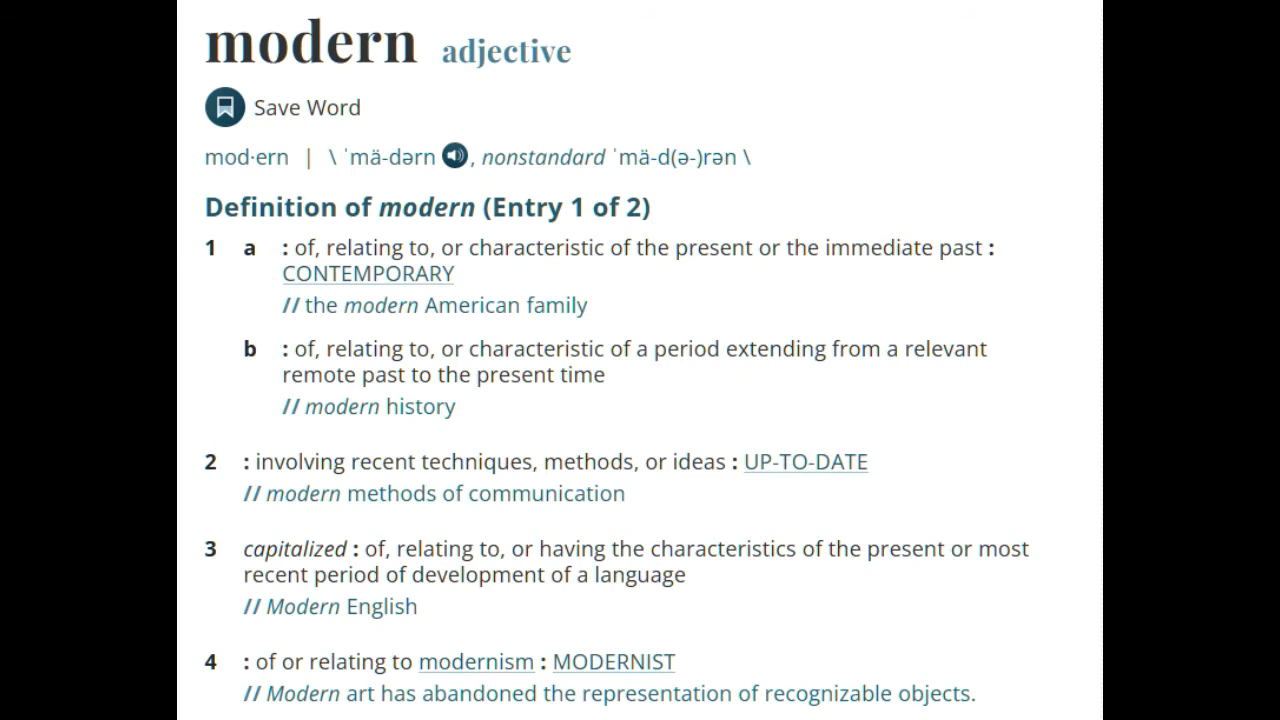 modern adjective
Save Word
mod·ern | \ ˈmä-dərn , nonstandard ˈmä-d(ə-)rən \
Definition of modern (Entry 1 of 2)
1 a : of, relating to, or characteristic of the present or the immediate past :
CONTEMPORARY
// the modern American family
b : of, relating to, or characteristic of a period extending from a relevant
remote past to the present time
// modern history
2 : involving recent techniques, methods, or ideas : UP-TO-DATE
// modern methods of communication
3 capitalized : of, relating to, or having the characteristics of the present or most
recent period of development of a language
// Modern English
4 : of or relating to modernism : MODERNIST
// Modern art has abandoned the representation of recognizable objects.